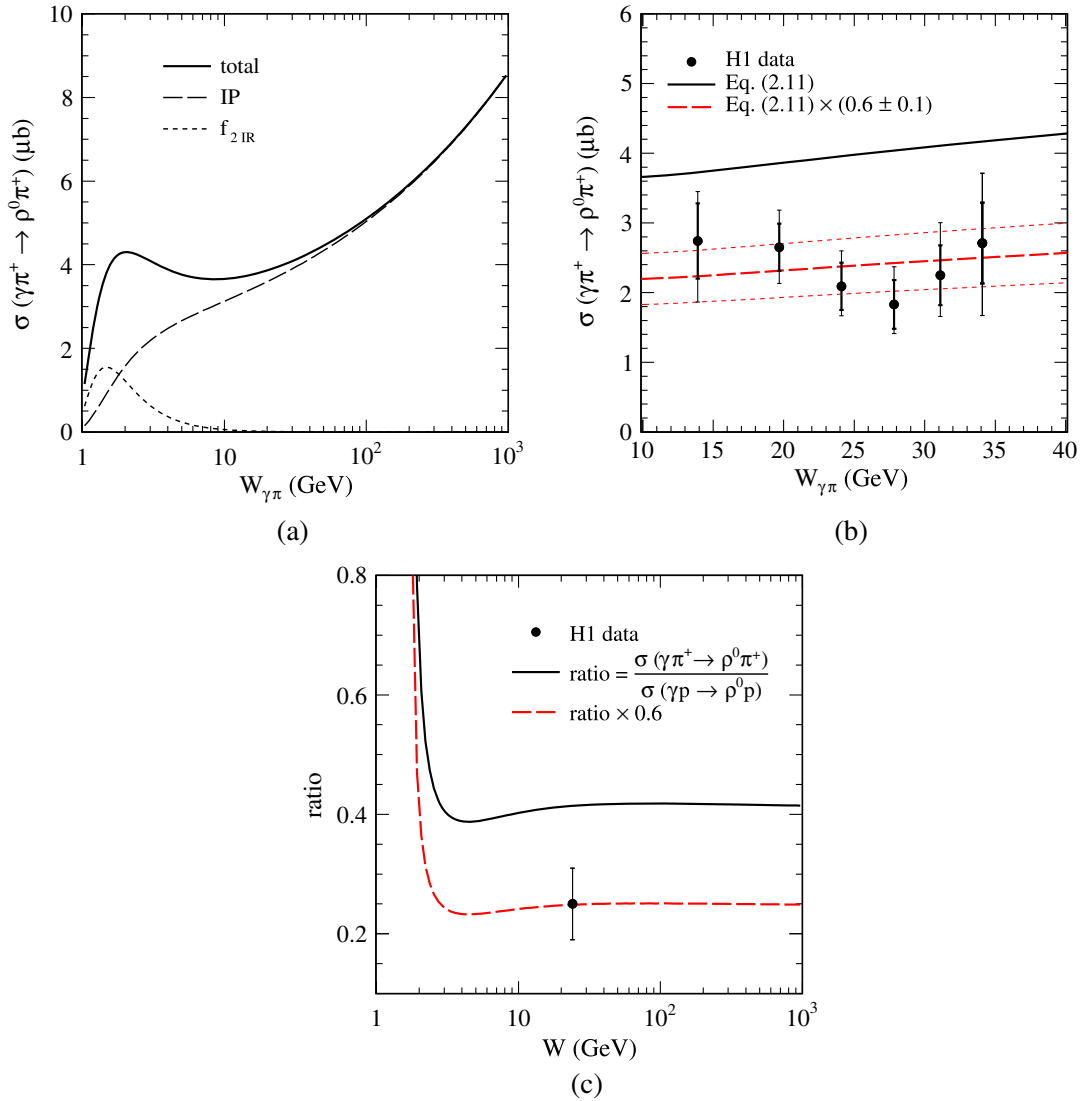 σ (γπ⁺ → ρ⁰π⁺) (μb)
10
8
6
4
2
0
total
IP
f₂ IR
1
10
10²
10³
W_γπ (GeV)
(a)
σ (γπ⁺ → ρ⁰π⁺) (μb)
6
5
4
3
2
1
0
H1 data
Eq. (2.11)
Eq. (2.11) × (0.6 ± 0.1)
10
15
20
25
30
35
40
W_γπ (GeV)
(b)
ratio
0.8
0.6
0.4
0.2
H1 data
ratio = σ (γπ⁺ → ρ⁰π⁺) / σ (γp → ρ⁰p)
ratio × 0.6
1
10
10²
10³
W (GeV)
(c)